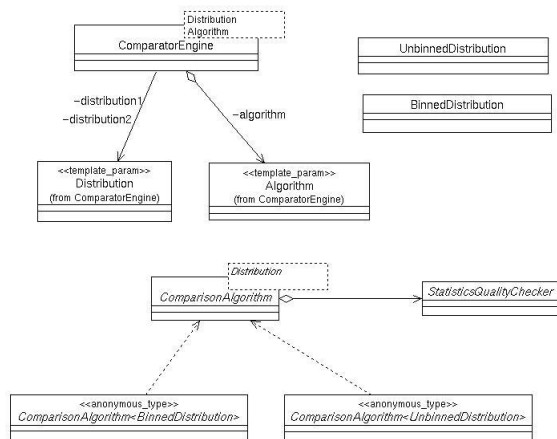 Distribution
Algorithm
ComparatorEngine
UnbinnedDistribution
BinnedDistribution
−distribution1
−distribution2
−algorithm
<<template_param>>
Distribution
(from ComparatorEngine)
<<template_param>>
Algorithm
(from ComparatorEngine)
Distribution
ComparisonAlgorithm
StatisticsQualityChecker
<<anonymous_type>>
ComparisonAlgorithm<BinnedDistribution>
<<anonymous_type>>
ComparisonAlgorithm<UnbinnedDistribution>